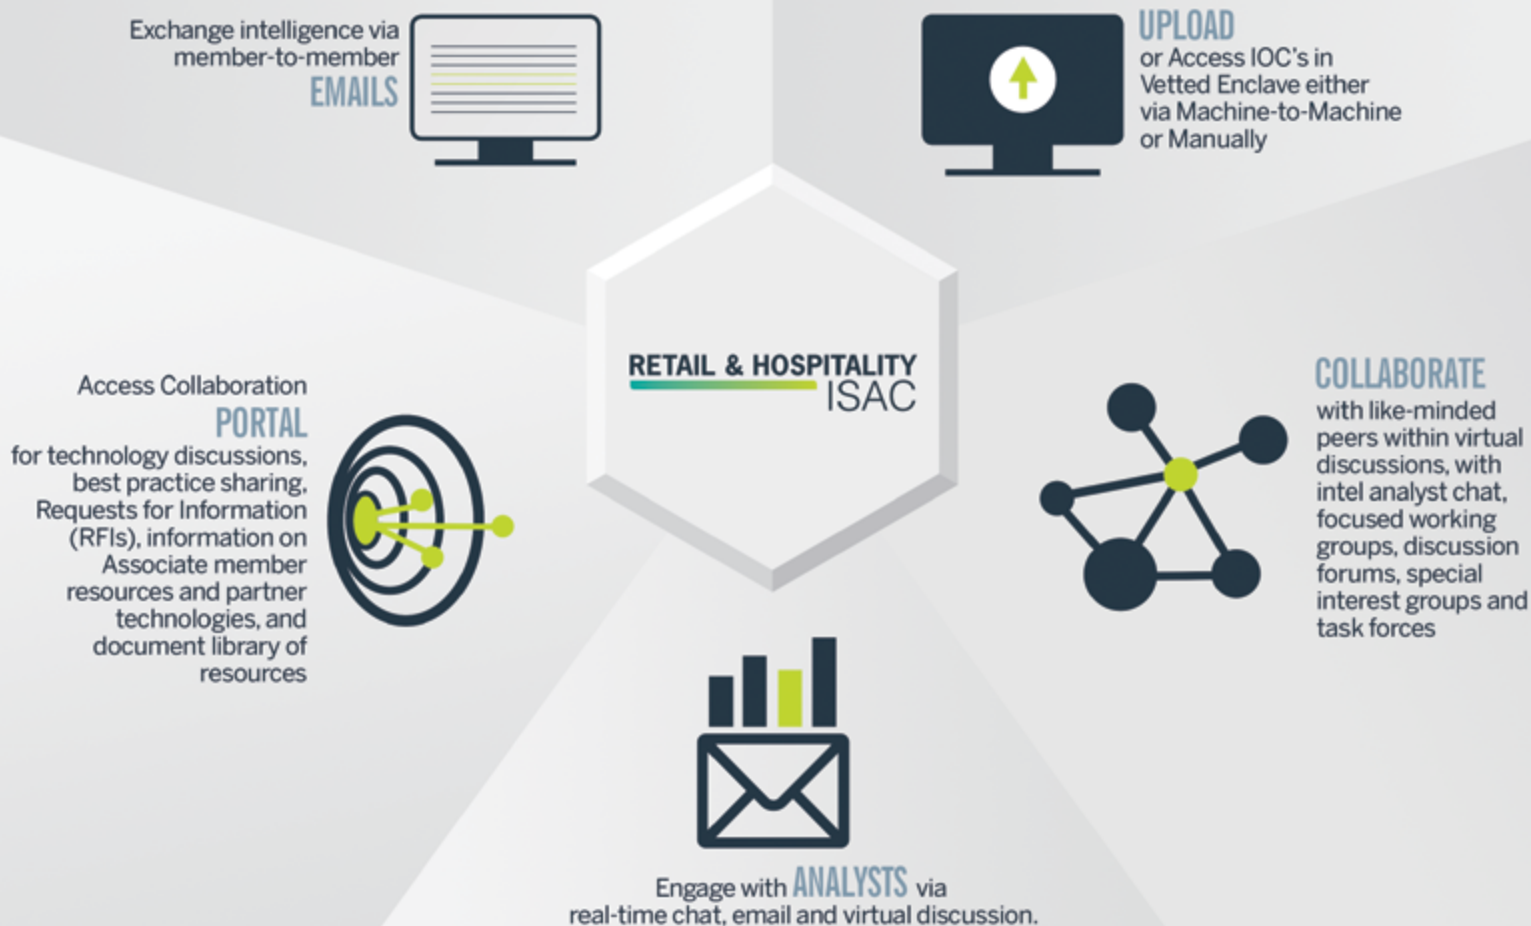 Exchange intelligence via
member-to-member
EMAILS
UPLOAD
or Access IOC's in
Vetted Enclave either
via Machine-to-Machine
or Manually
RETAIL & HOSPITALITY
ISAC
Access Collaboration
PORTAL
for technology discussions,
best practice sharing,
Requests for Information
(RFIs), information on
Associate member
resources and partner
technologies, and
document library of
resources
COLLABORATE
with like-minded
peers within virtual
discussions, with
intel analyst chat,
focused working
groups, discussion
forums, special
interest groups and
task forces
Engage with ANALYSTS via
real-time chat, email and virtual discussion.